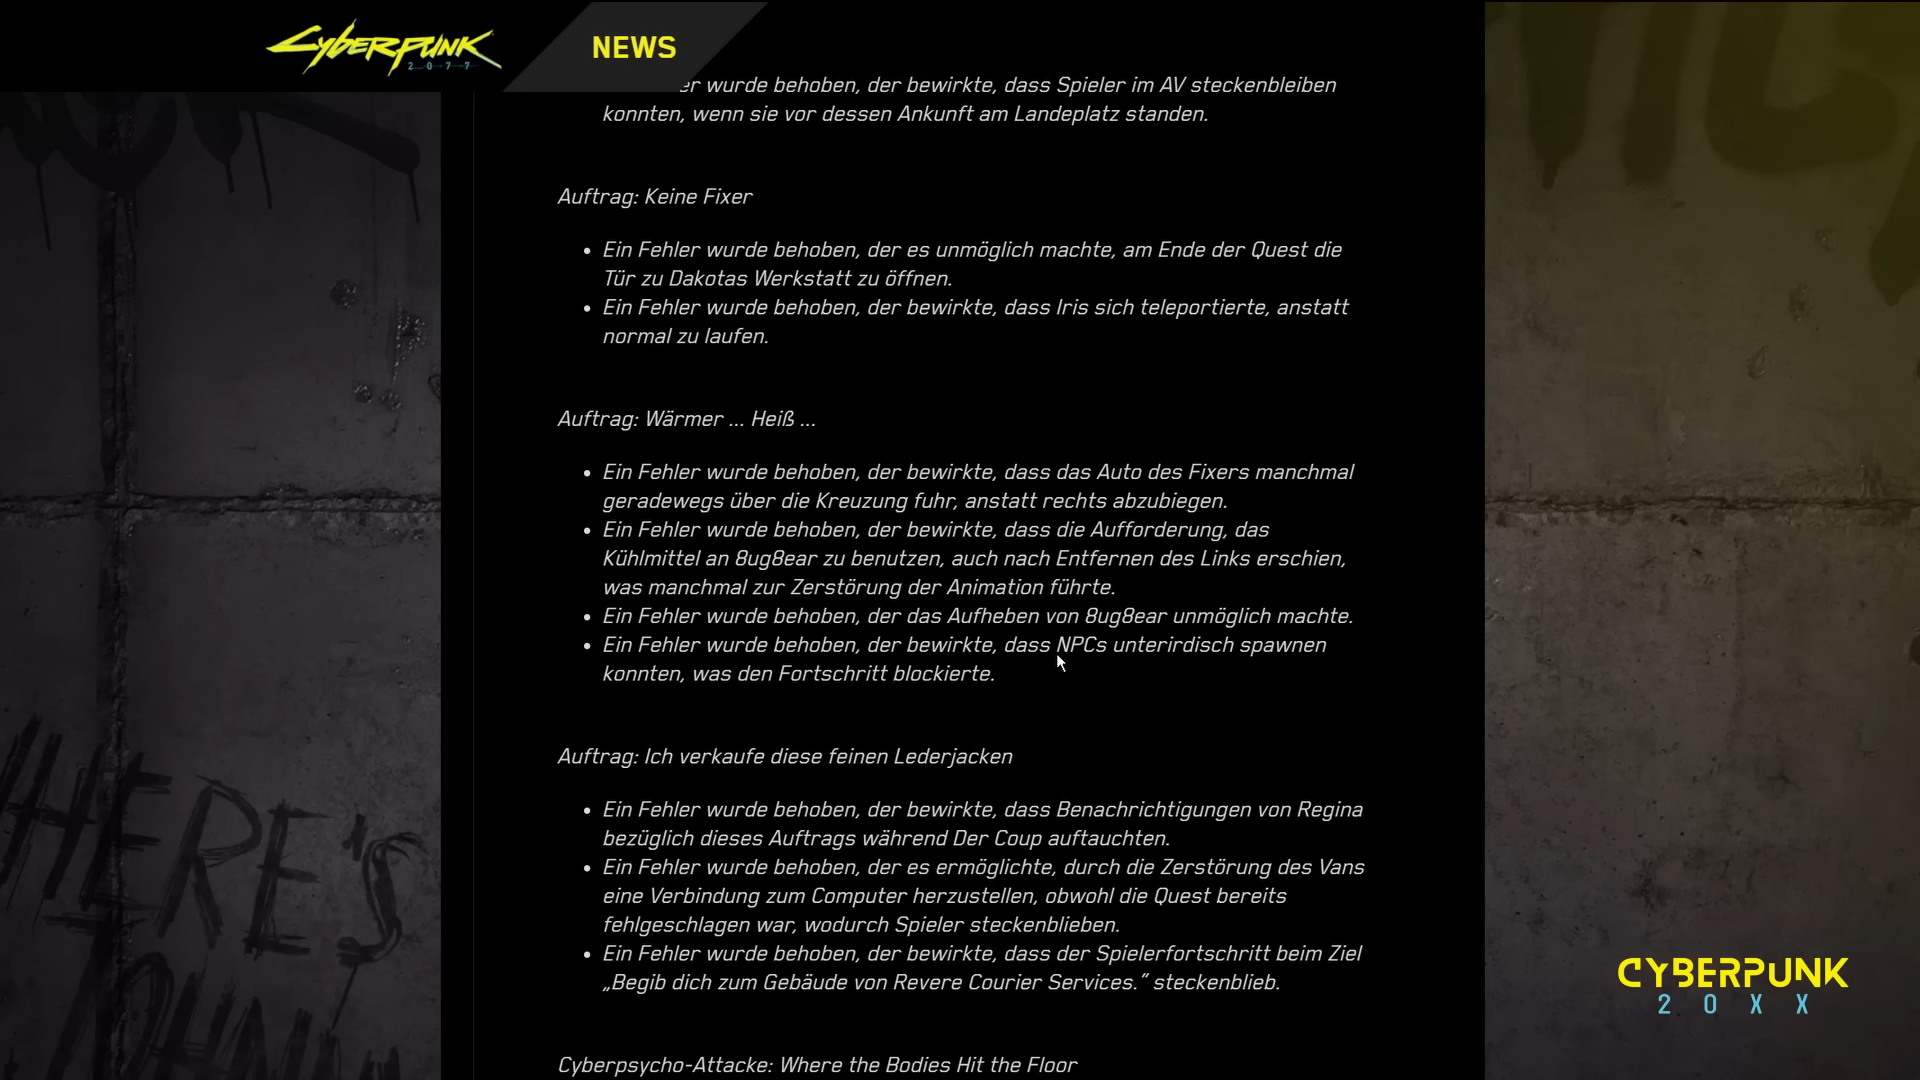 CYBERPUNK
2077
NEWS
er wurde behoben, der bewirkte, dass Spieler im AV steckenbleiben
konnten, wenn sie vor dessen Ankunft am Landeplatz standen.
Auftrag: Keine Fixer
• Ein Fehler wurde behoben, der es unmöglich machte, am Ende der Quest die
Tür zu Dakotas Werkstatt zu öffnen.
• Ein Fehler wurde behoben, der bewirkte, dass Iris sich teleportierte, anstatt
normal zu laufen.
Auftrag: Wärmer ... Heiß ...
• Ein Fehler wurde behoben, der bewirkte, dass das Auto des Fixers manchmal
geradewegs über die Kreuzung fuhr, anstatt rechts abzubiegen.
• Ein Fehler wurde behoben, der bewirkte, dass die Aufforderung, das
Kühlmittel an 8ug8ear zu benutzen, auch nach Entfernen des Links erschien,
was manchmal zur Zerstörung der Animation führte.
• Ein Fehler wurde behoben, der das Aufheben von 8ug8ear unmöglich machte.
• Ein Fehler wurde behoben, der bewirkte, dass NPCs unterirdisch spawnen
konnten, was den Fortschritt blockierte.
Auftrag: Ich verkaufe diese feinen Lederjacken
• Ein Fehler wurde behoben, der bewirkte, dass Benachrichtigungen von Regina
bezüglich dieses Auftrags während Der Coup auftauchten.
• Ein Fehler wurde behoben, der es ermöglichte, durch die Zerstörung des Vans
eine Verbindung zum Computer herzustellen, obwohl die Quest bereits
fehlgeschlagen war, wodurch Spieler steckenblieben.
• Ein Fehler wurde behoben, der bewirkte, dass der Spielerfortschritt beim Ziel
„Begib dich zum Gebäude von Revere Courier Services.“ steckenblieb.
Cyberpsycho-Attacke: Where the Bodies Hit the Floor
HERE'S
CYBERPUNK
20XX